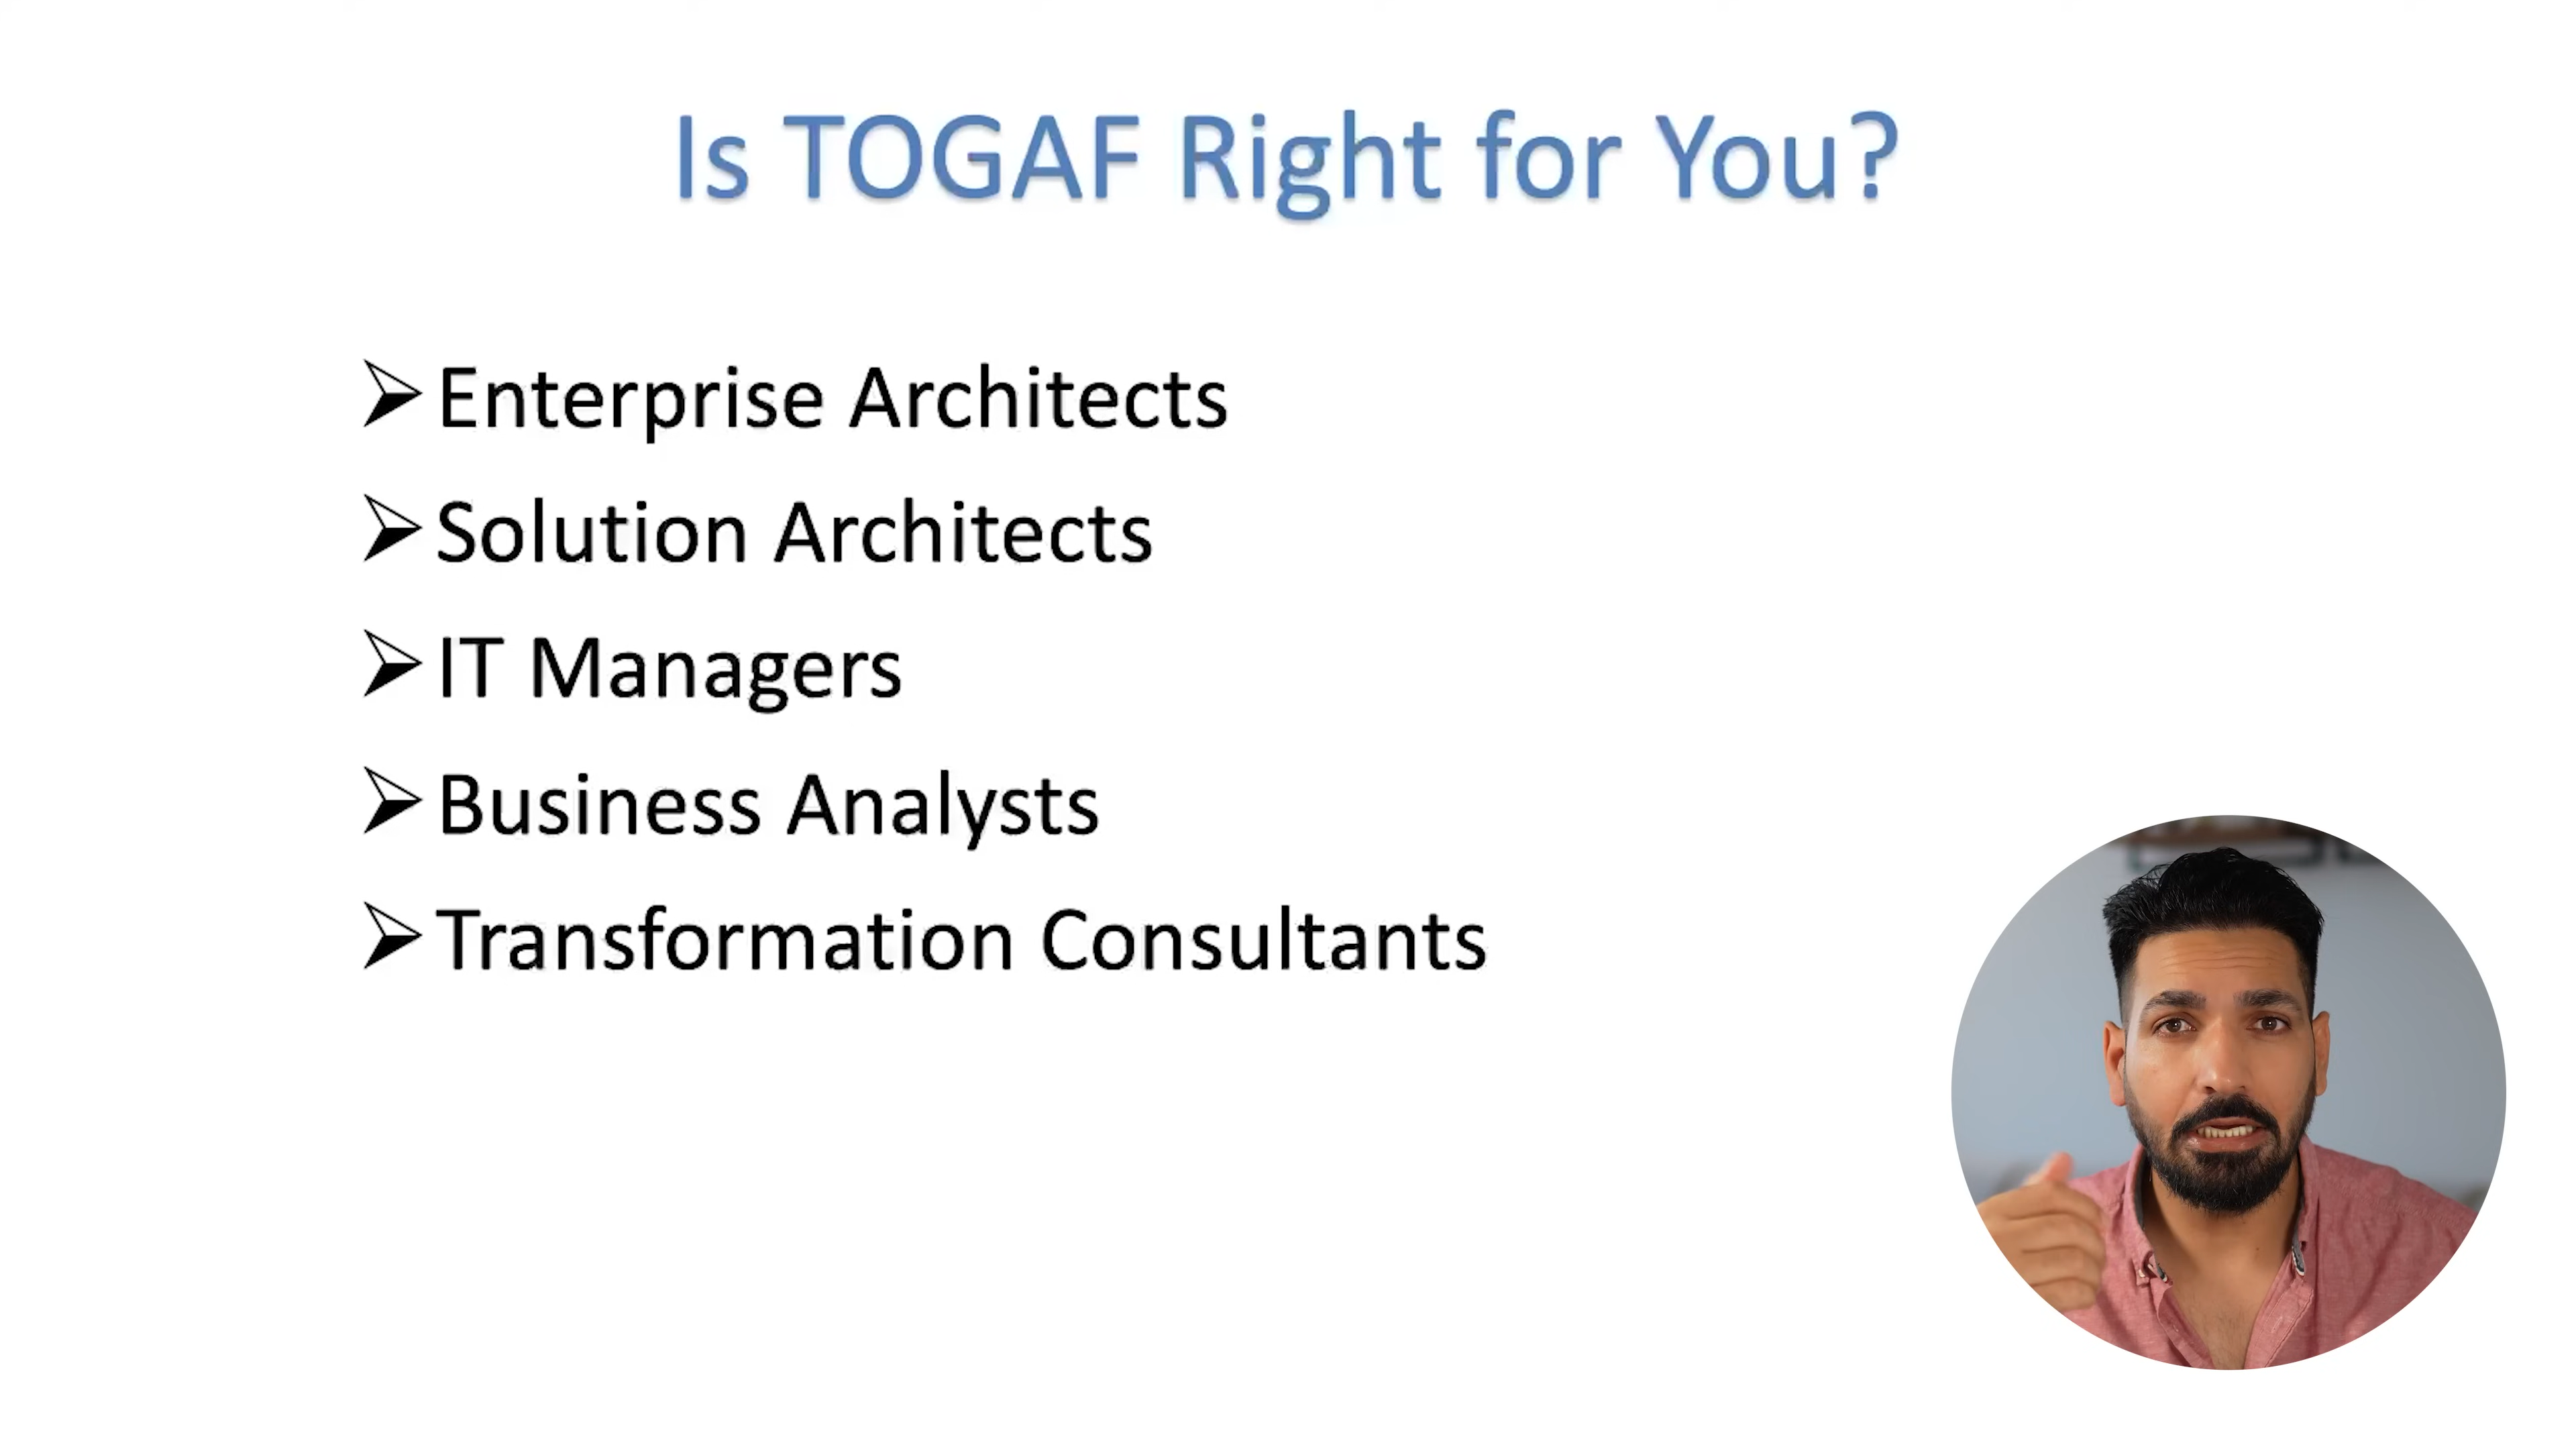 Is TOGAF Right for You?
Enterprise Architects
Solution Architects
IT Managers
Business Analysts
Transformation Consultants